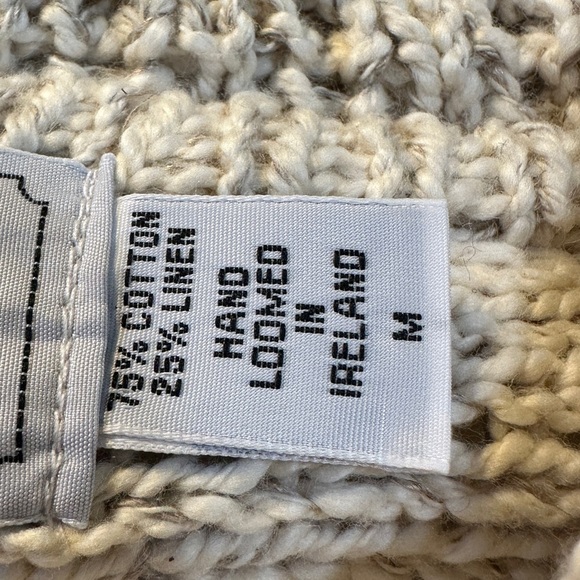 75% COTTON
25% LINEN
HAND
LOOMED
IN
IRELAND
M